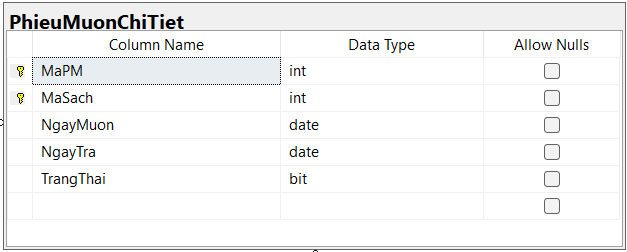 PhieuMuonChiTiet
Column Name Data Type Allow Nulls
MaPM int
MaSach int
NgayMuon date
NgayTra date
TrangThai bit